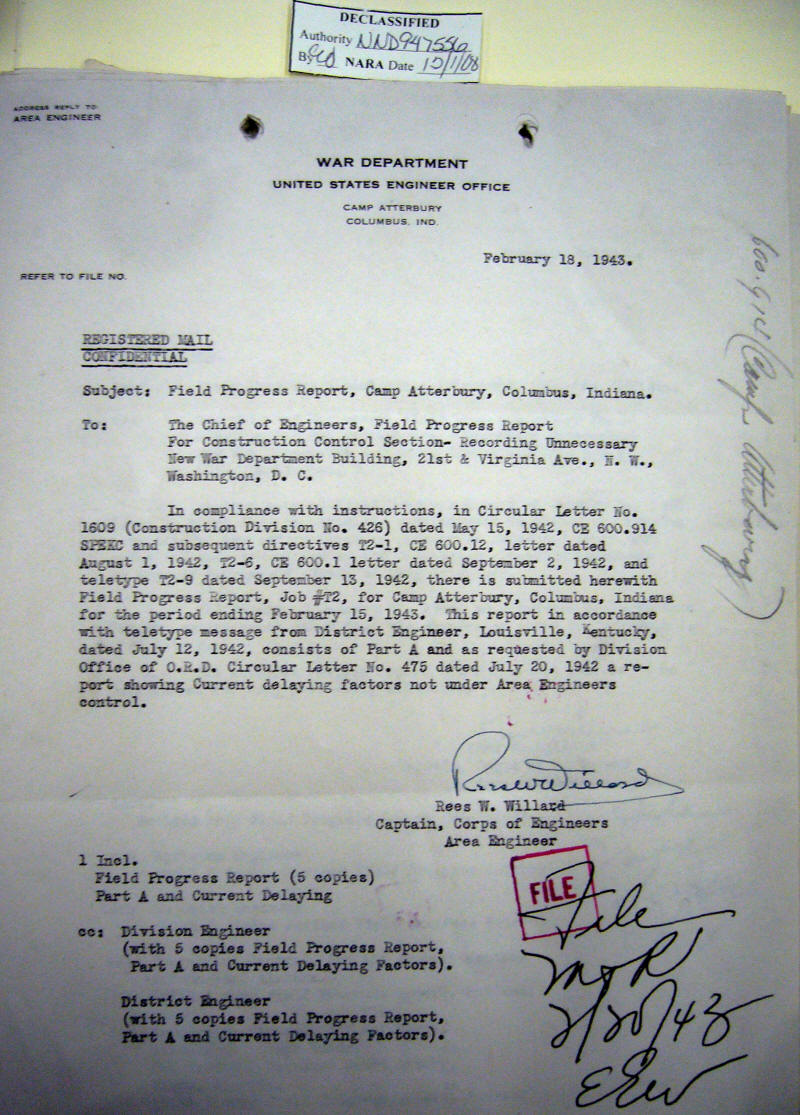 DECLASSIFIED
Authority NND947556
By NARA Date 12/1/08
ADDRESS REPLY TO
AREA ENGINEER
WAR DEPARTMENT
UNITED STATES ENGINEER OFFICE
CAMP ATTERBURY
COLUMBUS, IND.
February 18, 1943.
REFER TO FILE NO.
600.914 (Camp Atterbury)
REGISTERED MAIL
CONFIDENTIAL
Subject: Field Progress Report, Camp Atterbury, Columbus, Indiana.
To: The Chief of Engineers, Field Progress Report
For Construction Control Section- Recording Unnecessary
New War Department Building, 21st & Virginia Ave., N. W.,
Washington, D. C.
In compliance with instructions, in Circular Letter No.
1609 (Construction Division No. 426) dated May 15, 1942, CE 600.914
SPEKC and subsequent directives T2-1, CE 600.12, letter dated
August 1, 1942, T2-6, CE 600.1 letter dated September 2, 1942, and
teletype T2-9 dated September 13, 1942, there is submitted herewith
Field Progress Report, Job #T2, for Camp Atterbury, Columbus, Indiana
for the period ending February 15, 1943. This report in accordance
with teletype message from District Engineer, Louisville, Kentucky,
dated July 12, 1942, consists of Part A and as requested by Division
Office of O.R.D. Circular Letter No. 475 dated July 20, 1942 a re-
port showing Current delaying factors not under Area Engineers
control.
Rees W Willard
Rees W. Willard
Captain, Corps of Engineers
Area Engineer
1 Incl.
Field Progress Report (5 copies)
Part A and Current Delaying
FILE
File
M&R
2/20/43
EEW
cc: Division Engineer
(with 5 copies Field Progress Report,
Part A and Current Delaying Factors).
District Engineer
(with 5 copies Field Progress Report,
Part A and Current Delaying Factors).